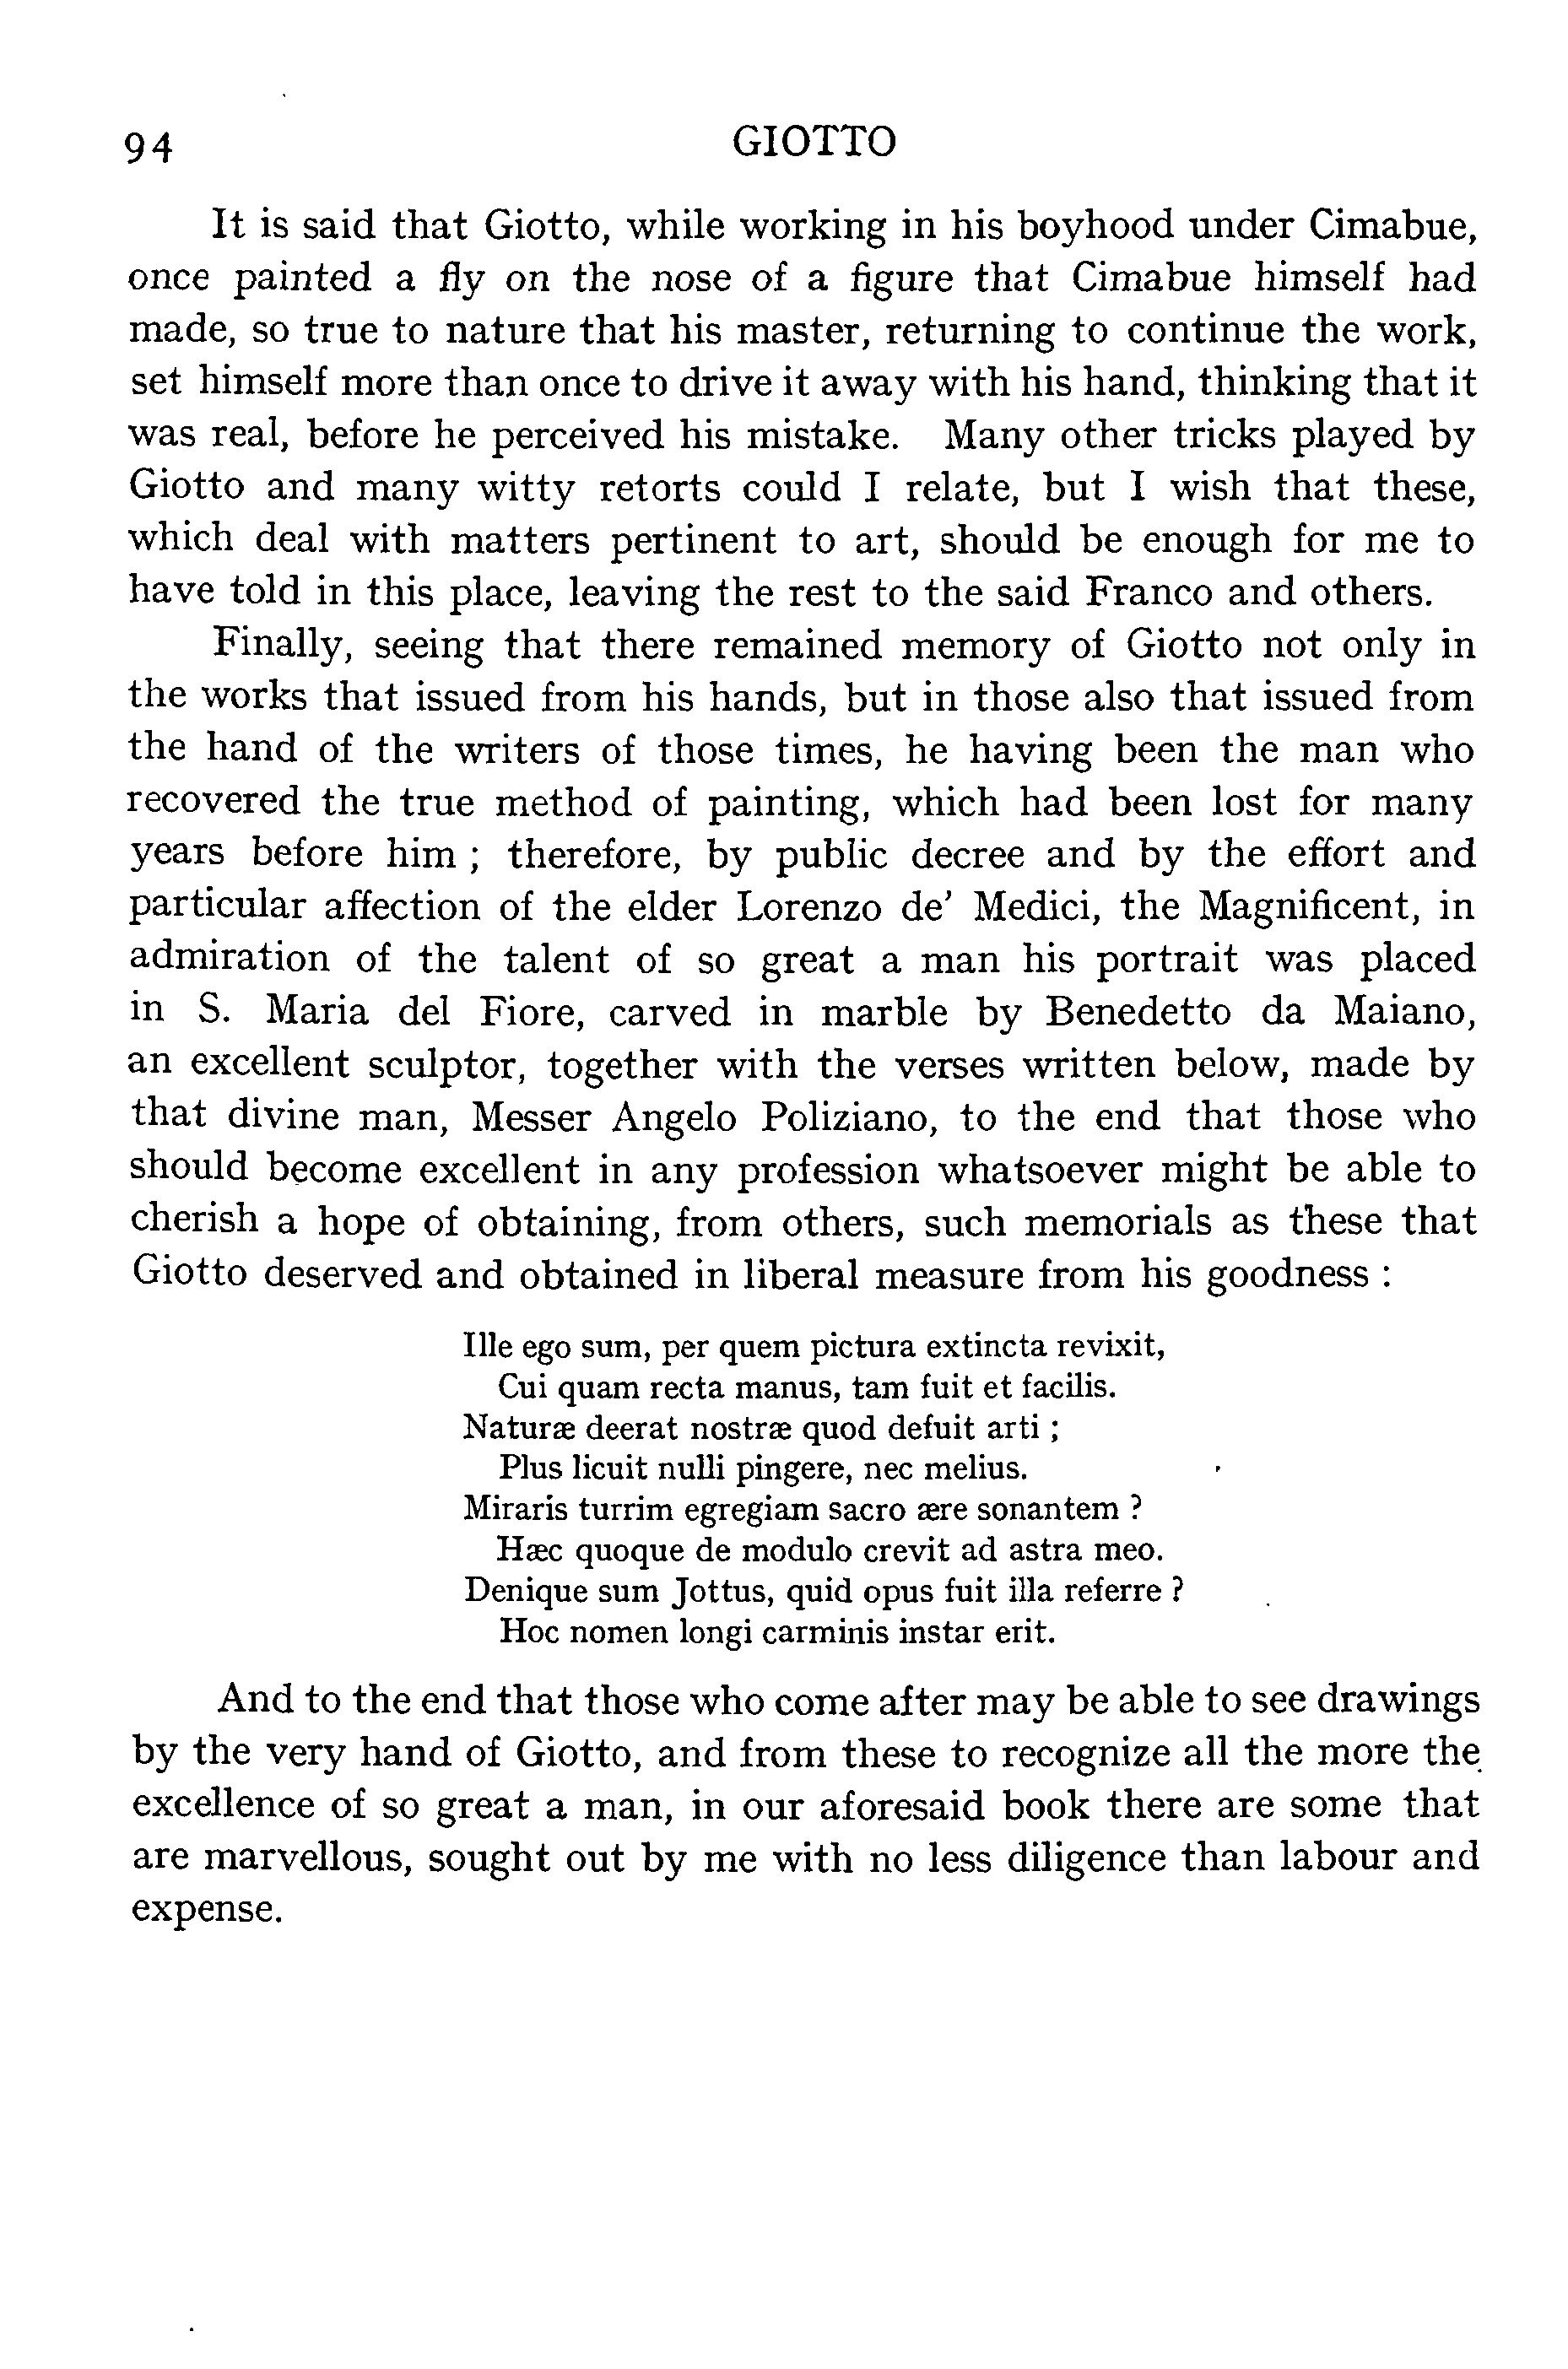 94 GIOTTO
It is said that Giotto, while working in his boyhood under Cimabue,
once painted a fly on the nose of a figure that Cimabue himself had
made, so true to nature that his master, returning to continue the work,
set himself more than once to drive it away with his hand, thinking that it
was real, before he perceived his mistake. Many other tricks played by
Giotto and many witty retorts could I relate, but I wish that these,
which deal with matters pertinent to art, should be enough for me to
have told in this place, leaving the rest to the said Franco and others.
Finally, seeing that there remained memory of Giotto not only in
the works that issued from his hands, but in those also that issued from
the hand of the writers of those times, he having been the man who
recovered the true method of painting, which had been lost for many
years before him ; therefore, by public decree and by the effort and
particular affection of the elder Lorenzo de' Medici, the Magnificent, in
admiration of the talent of so great a man his portrait was placed
in S. Maria del Fiore, carved in marble by Benedetto da Maiano,
an excellent sculptor, together with the verses written below, made by
that divine man, Messer Angelo Poliziano, to the end that those who
should become excellent in any profession whatsoever might be able to
cherish a hope of obtaining, from others, such memorials as these that
Giotto deserved and obtained in liberal measure from his goodness :
Ille ego sum, per quem pictura extincta revixit,
Cui quam recta manus, tam fuit et facilis.
Naturæ deerat nostræ quod defuit arti ;
Plus licuit nulli pingere, nec melius.
Miraris turrim egregiam sacro ære sonantem ?
Hæc quoque de modulo crevit ad astra meo.
Denique sum Jottus, quid opus fuit illa referre ?
Hoc nomen longi carminis instar erit.
And to the end that those who come after may be able to see drawings
by the very hand of Giotto, and from these to recognize all the more the
excellence of so great a man, in our aforesaid book there are some that
are marvellous, sought out by me with no less diligence than labour and
expense.